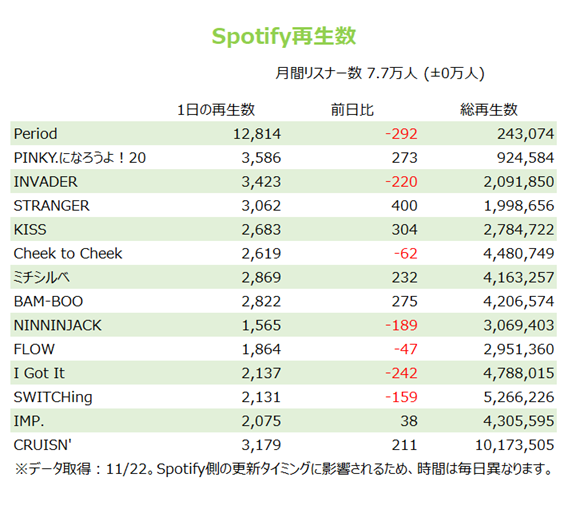 Spotify再生数
月間リスナー数 7.7万人 (±0万人)
1日の再生数 前日比 総再生数
Period 12,814 -292 243,074
PINKY.になろうよ！20 3,586 273 924,584
INVADER 3,423 -220 2,091,850
STRANGER 3,062 400 1,998,656
KISS 2,683 304 2,784,722
Cheek to Cheek 2,619 -62 4,480,749
ミチシルベ 2,869 232 4,163,257
BAM-BOO 2,822 275 4,206,574
NINNINJACK 1,565 -189 3,069,403
FLOW 1,864 -47 2,951,360
I Got It 2,137 -242 4,788,015
SWITCHing 2,131 -159 5,266,226
IMP. 2,075 38 4,305,595
CRUISN' 3,179 211 10,173,505
※データ取得：11/22。Spotify側の更新タイミングに影響されるため、時間は毎日異なります。